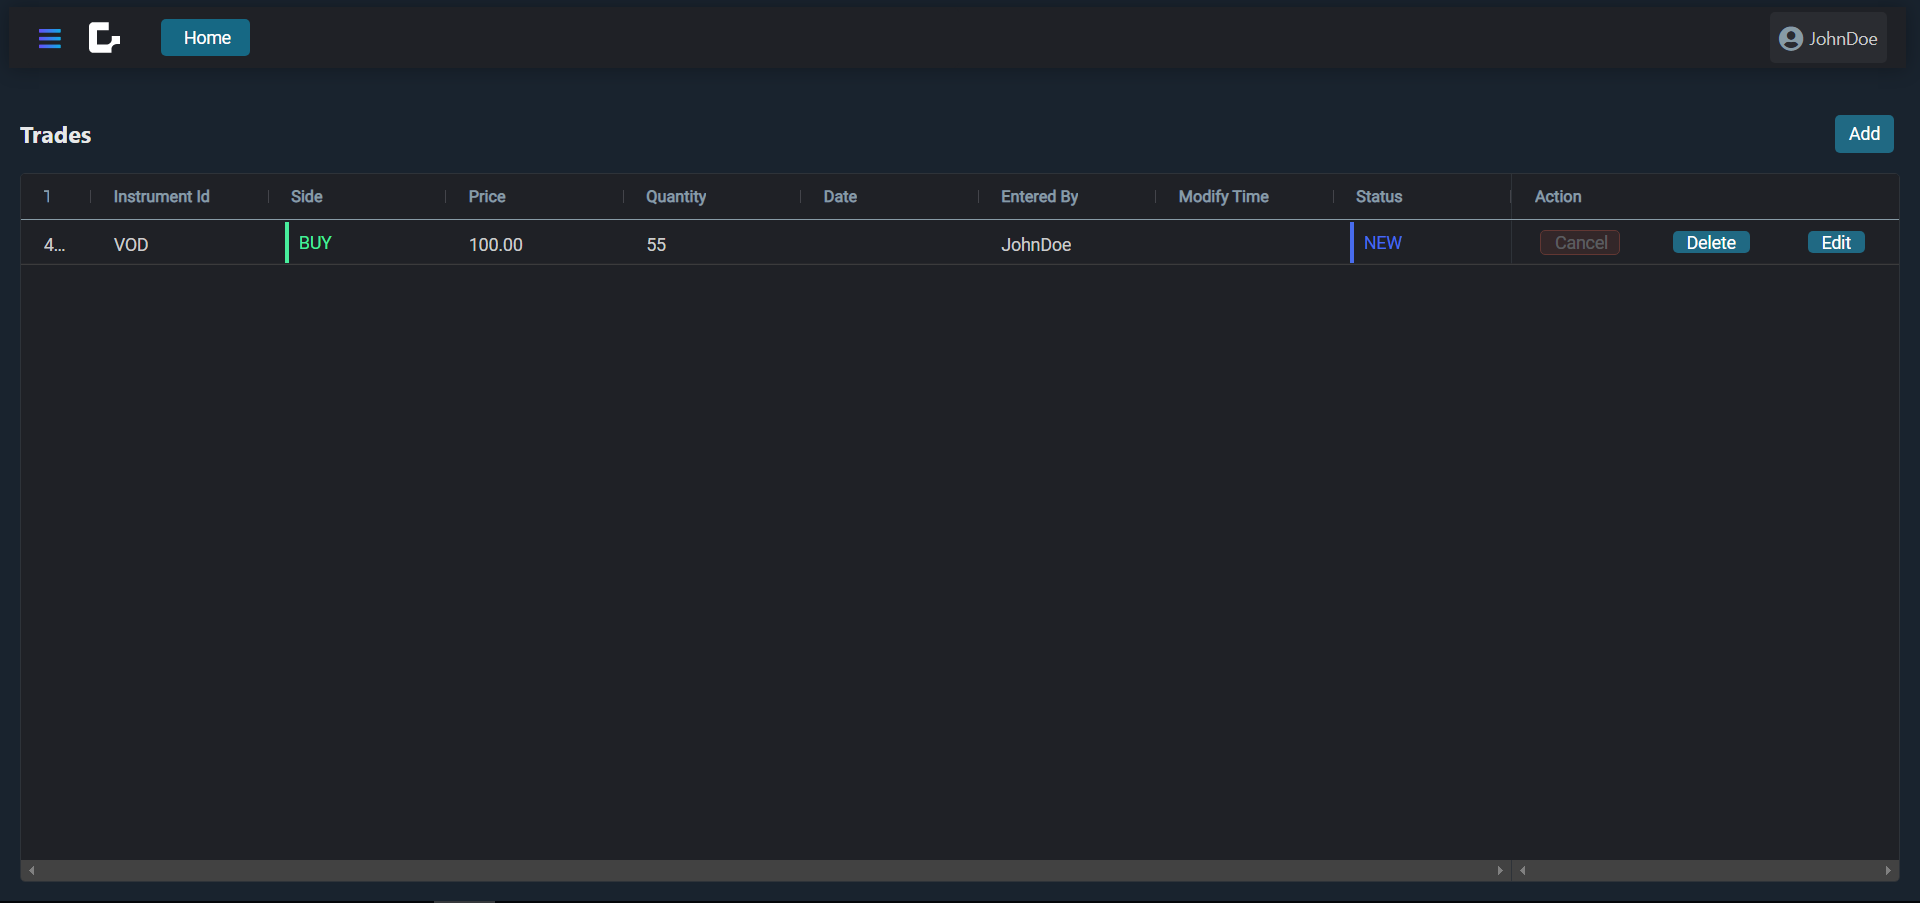 Home
JohnDoe
Trades
Add
Instrument Id Side Price Quantity Date Entered By Modify Time Status Action
4... VOD BUY 100.00 55 JohnDoe NEW Cancel Delete Edit